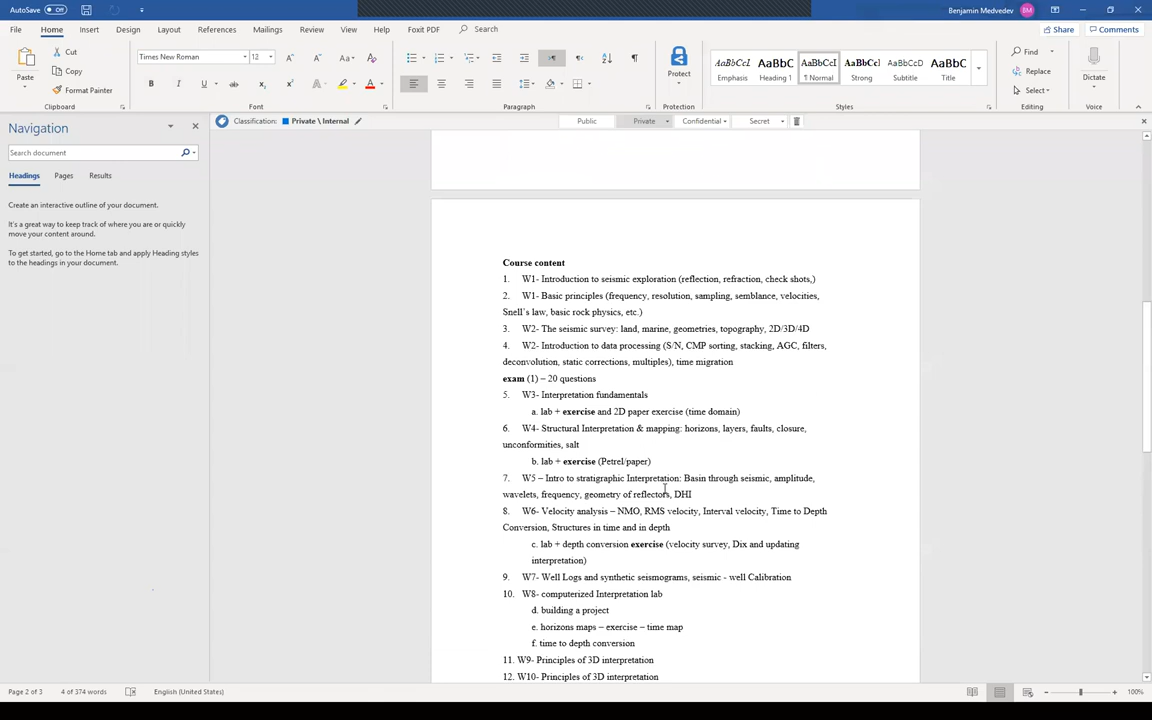 AutoSave Off
Benjamin Medvedev BM
File Home Insert Design Layout References Mailings Review View Help Foxit PDF Search
Share Comments
Paste
Cut
Copy
Format Painter
Clipboard
Times New Roman 12
Font
Paragraph
Protect
Protection
AaBbCcI Emphasis
AaBbC Heading 1
AaBbCcI ¶ Normal
AaBbCcl Strong
AaBbCcD Subtitle
AaBbC Title
Styles
Find
Replace
Select
Editing
Dictate
Voice
Navigation
Search document
Headings Pages Results
Create an interactive outline of your document.
It's a great way to keep track of where you are or quickly
move your content around.
To get started, go to the Home tab and apply Heading styles
to the headings in your document.
Classification: Private \ Internal
Public Private Confidential Secret
Course content
1. W1- Introduction to seismic exploration (reflection, refraction, check shots,)
2. W1- Basic principles (frequency, resolution, sampling, semblance, velocities,
Snell's law, basic rock physics, etc.)
3. W2- The seismic survey: land, marine, geometries, topography, 2D/3D/4D
4. W2- Introduction to data processing (S/N, CMP sorting, stacking, AGC, filters,
deconvolution, static corrections, multiples), time migration
exam (1) – 20 questions
5. W3- Interpretation fundamentals
a. lab + exercise and 2D paper exercise (time domain)
6. W4- Structural Interpretation & mapping: horizons, layers, faults, closure,
unconformities, salt
b. lab + exercise (Petrel/paper)
7. W5 – Intro to stratigraphic Interpretation: Basin through seismic, amplitude,
wavelets, frequency, geometry of reflectors, DHI
8. W6- Velocity analysis – NMO, RMS velocity, Interval velocity, Time to Depth
Conversion, Structures in time and in depth
c. lab + depth conversion exercise (velocity survey, Dix and updating
interpretation)
9. W7- Well Logs and synthetic seismograms, seismic - well Calibration
10. W8- computerized Interpretation lab
d. building a project
e. horizons maps – exercise – time map
f. time to depth conversion
11. W9- Principles of 3D interpretation
12. W10- Principles of 3D interpretation
Page 2 of 3 4 of 374 words English (United States)
100%